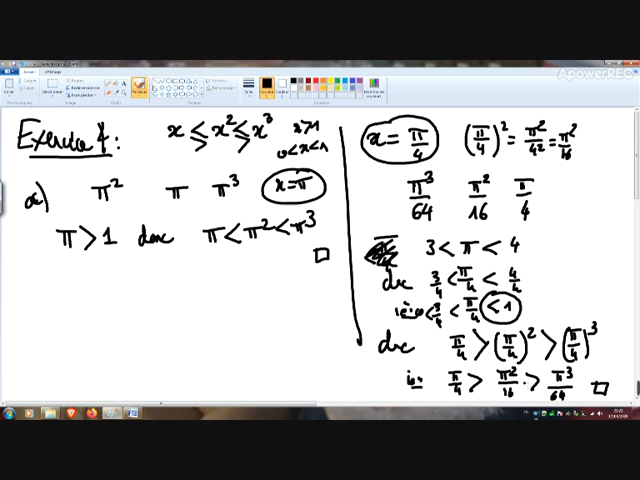 ApowerREC
Exercice 4:
x ≤ x² ≤ x³
≥ ≥
x>1
0<x<1
a) π² π π³ x=π
π > 1 donc π < π² < π³ □
x = π/4 (π/4)² = π²/4² = π²/16
π³/64 π²/16 π/4
3 < π < 4
donc 3/4 < π/4 < 4/4
i.e. 0 < 3/4 < π/4 < 1
donc π/4 > (π/4)² > (π/4)³
i.e. π/4 > π²/16 > π³/64 □